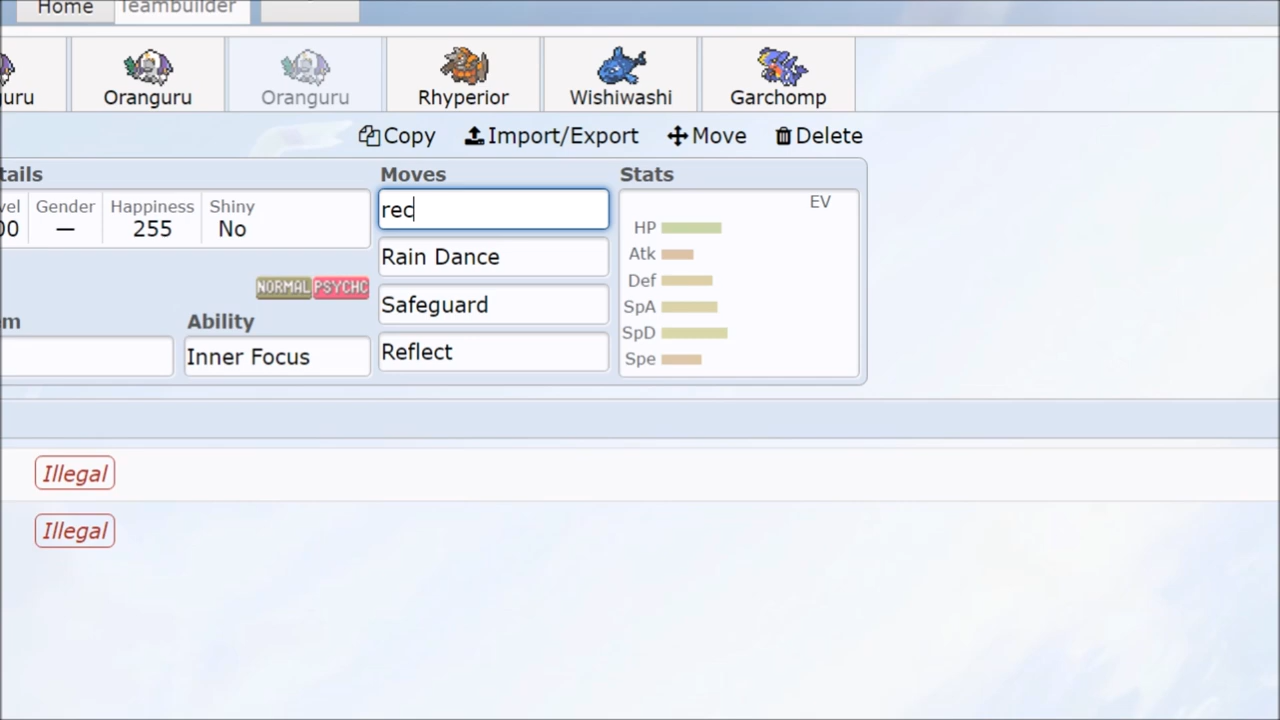 Home Teambuilder
uru Oranguru Oranguru Rhyperior Wishiwashi Garchomp
Copy Import/Export Move Delete
tails Moves Stats
vel Gender Happiness Shiny
00 — 255 No
rec
EV
HP
Rain Dance
Atk
Def
NORMAL PSYCHC
Safeguard
SpA
m Ability
SpD
Inner Focus
Reflect
Spe
Illegal
Illegal